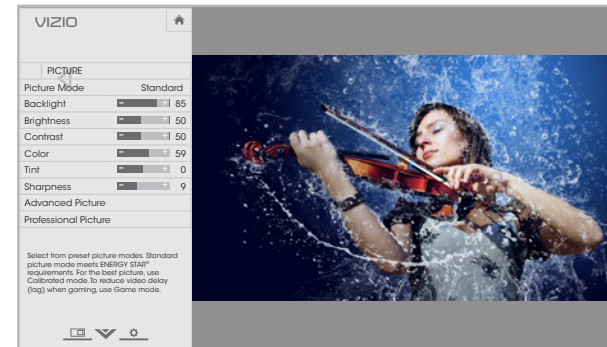 VIZIO
PICTURE
Picture Mode Standard
Backlight 85
Brightness 50
Contrast 50
Color 59
Tint 0
Sharpness 9
Advanced Picture
Professional Picture
Select from preset picture modes. Standard
picture mode meets ENERGY STAR®
requirements. For the best picture, use
Calibrated mode. To reduce video delay
(lag) when gaming, use Game mode.